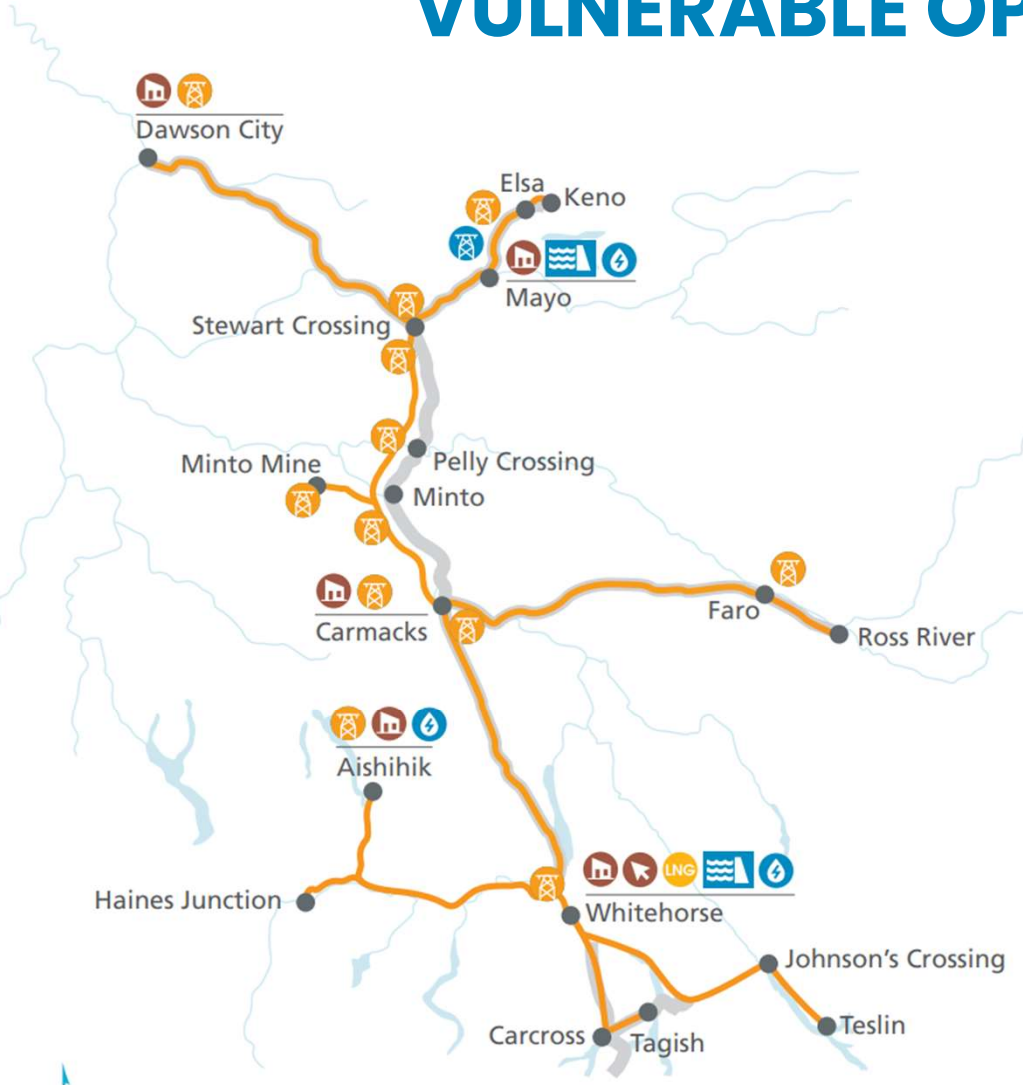 VULNERABLE OP
Dawson City
Elsa
Keno
Mayo
Stewart Crossing
Pelly Crossing
Minto Mine
Minto
Faro
Carmacks
Ross River
Aishihik
LNG
Haines Junction
Whitehorse
Johnson's Crossing
Teslin
Carcross
Tagish